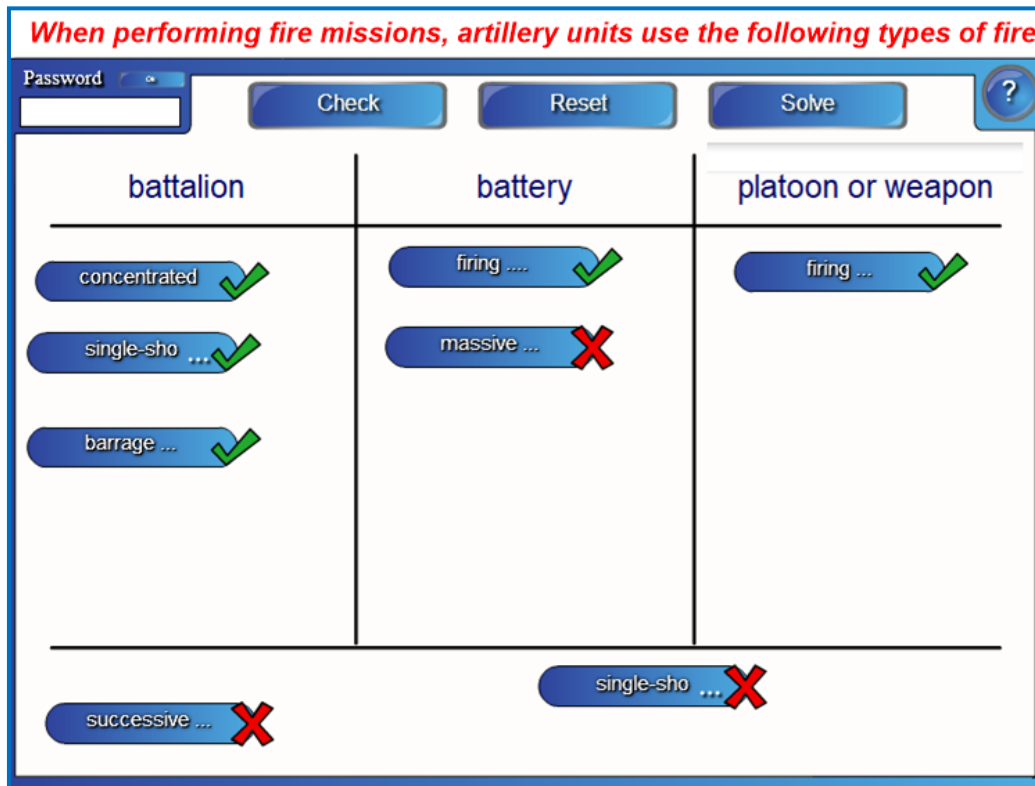 When performing fire missions, artillery units use the following types of fire
Password Ok
Check Reset Solve ?
battalion battery platoon or weapon
concentrated firing .... firing ...
single-sho ... massive ...
barrage ...
single-sho ...
successive ...